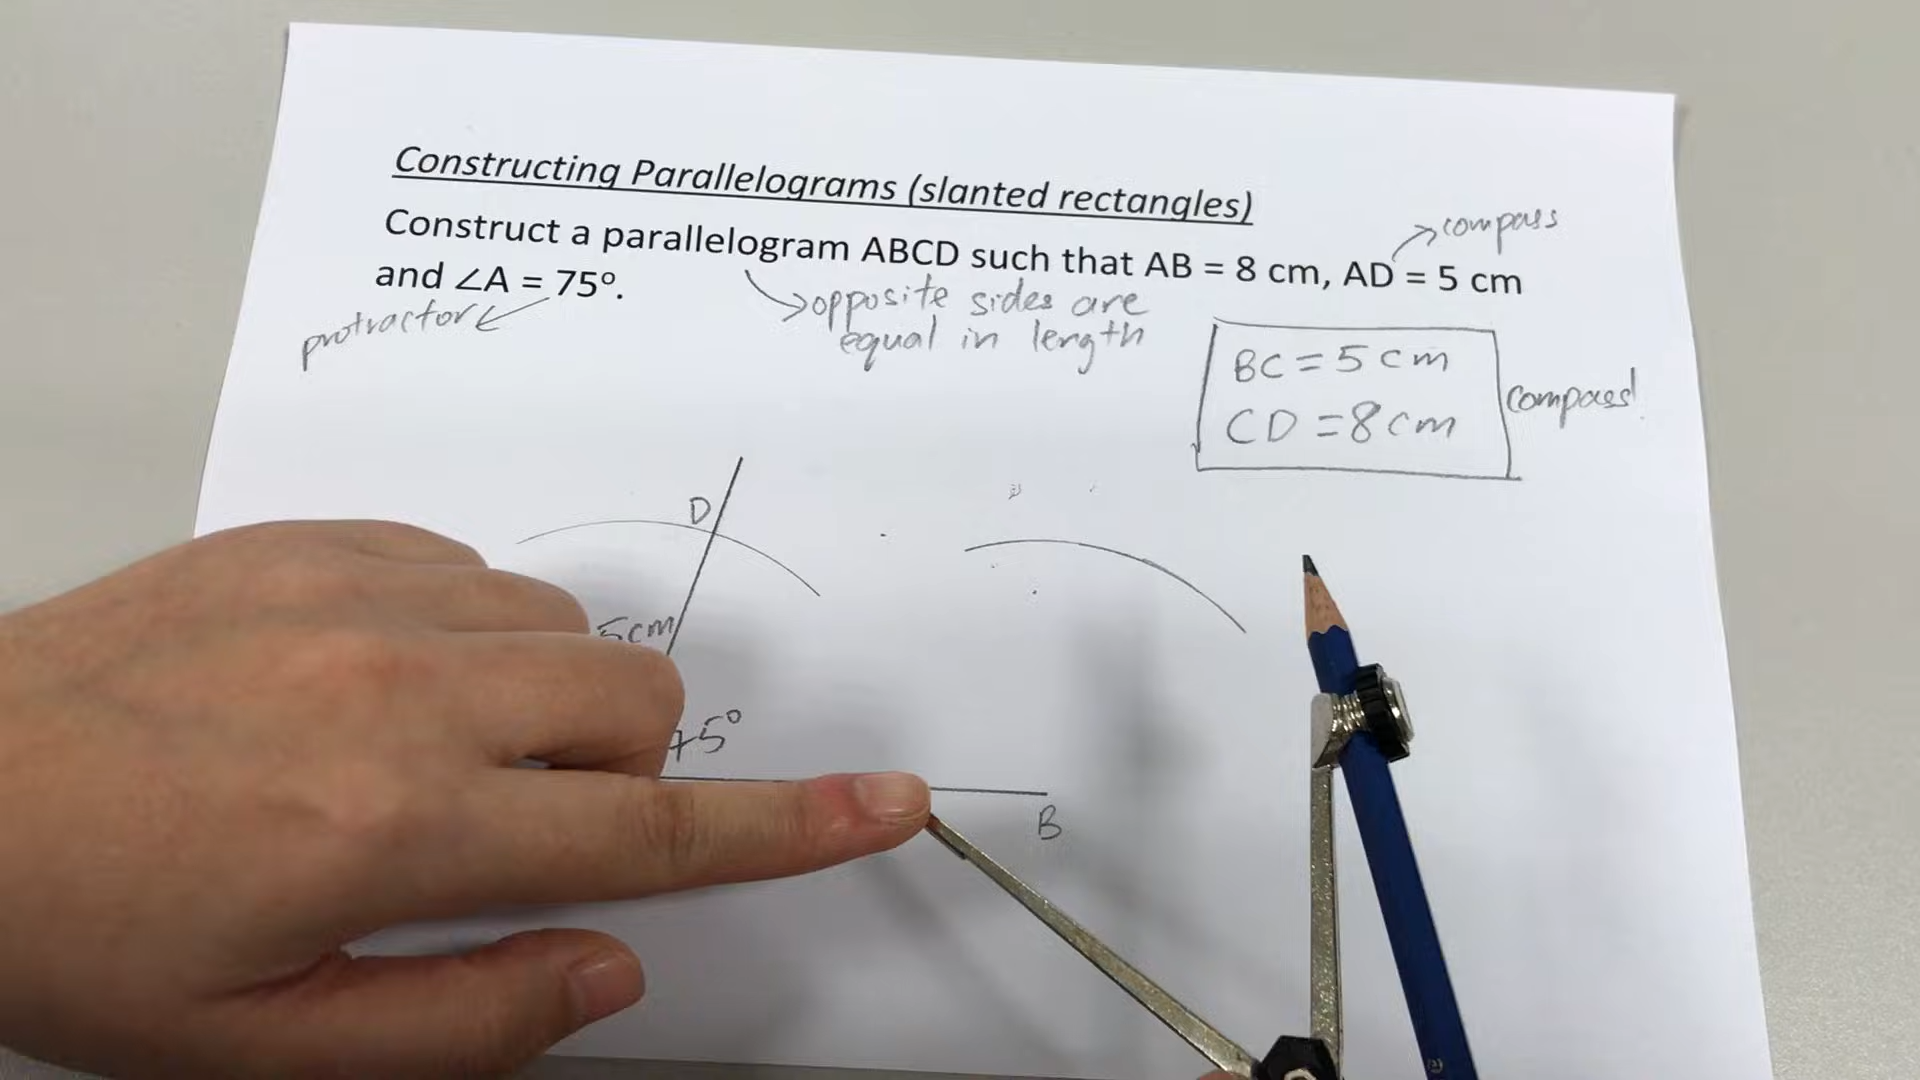 Constructing Parallelograms (slanted rectangles)
compass
Construct a parallelogram ABCD such that AB = 8 cm, AD = 5 cm
and ∠A = 75°.
protractor
opposite sides are
equal in length
BC = 5 cm
CD = 8 cm
compass
D
5cm
75°
B